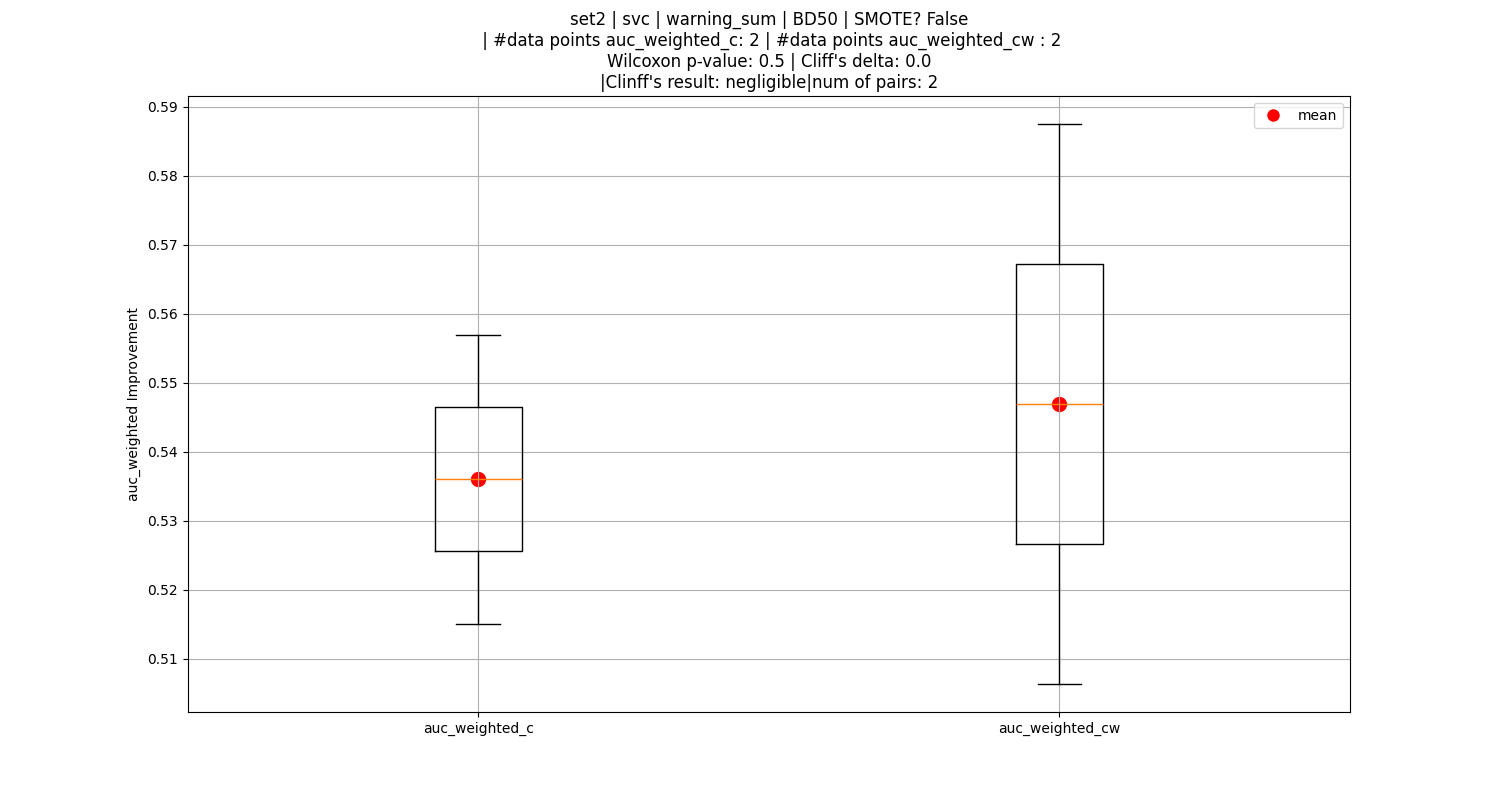 set2 | svc | warning_sum | BD50 | SMOTE? False
| #data points auc_weighted_c: 2 | #data points auc_weighted_cw : 2
Wilcoxon p-value: 0.5 | Cliff's delta: 0.0
|Clinff's result: negligible|num of pairs: 2
mean
auc_weighted Improvement
0.59
0.58
0.57
0.56
0.55
0.54
0.53
0.52
0.51
auc_weighted_c
auc_weighted_cw